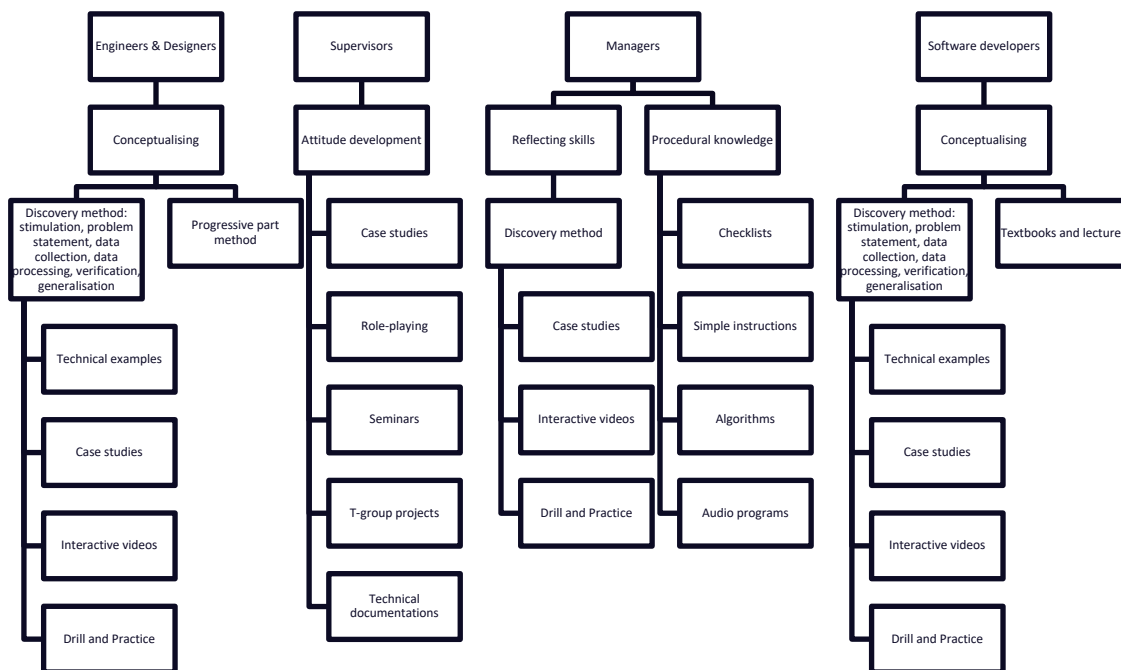 Engineers & Designers
Conceptualising
Discovery method:
stimulation, problem
statement, data
collection, data
processing, verification,
generalisation
Technical examples
Case studies
Interactive videos
Drill and Practice
Progressive part
method
Supervisors
Attitude development
Case studies
Role-playing
Seminars
T-group projects
Technical
documentations
Managers
Reflecting skills
Discovery method
Case studies
Interactive videos
Drill and Practice
Procedural knowledge
Checklists
Simple instructions
Algorithms
Audio programs
Software developers
Conceptualising
Discovery method:
stimulation, problem
statement, data
collection, data
processing, verification,
generalisation
Technical examples
Case studies
Interactive videos
Drill and Practice
Textbooks and lecture